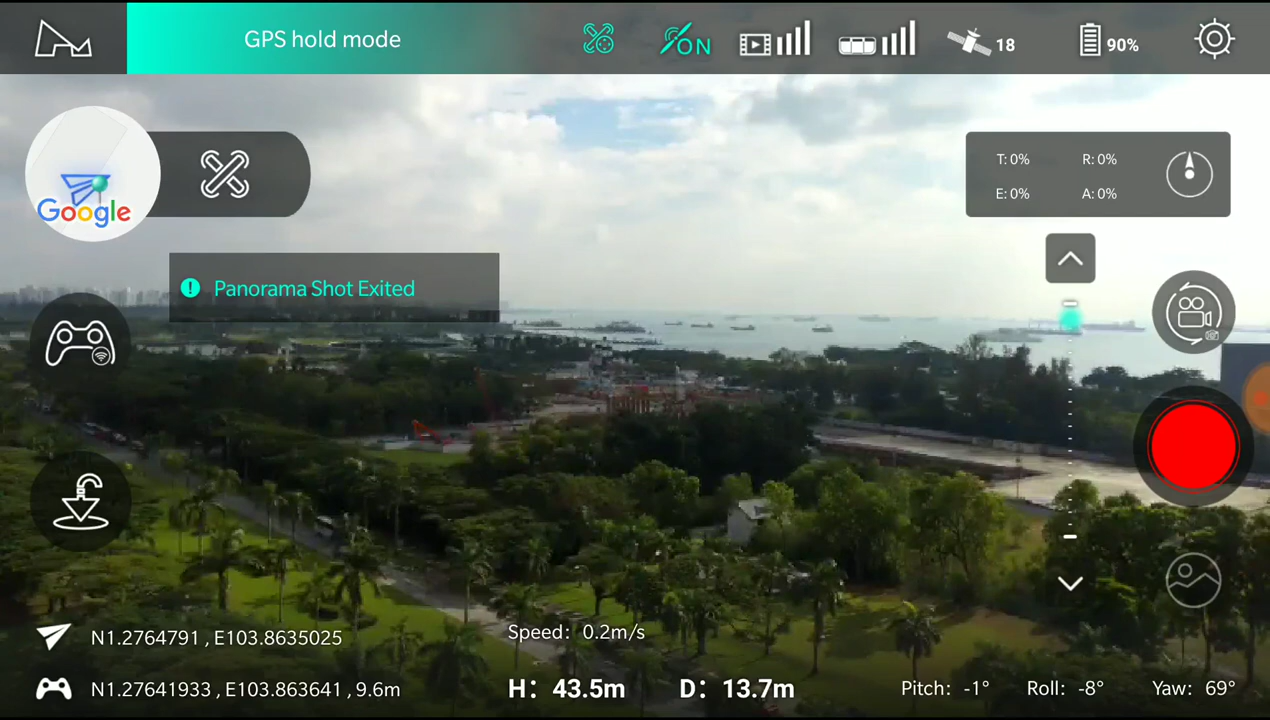 GPS hold mode
ON
18
90%
Google
T: 0% R: 0%
E: 0% A: 0%
Panorama Shot Exited
N1.2764791 , E103.8635025
Speed: 0.2m/s
N1.27641933 , E103.863641 , 9.6m
H: 43.5m D: 13.7m
Pitch: -1° Roll: -8° Yaw: 69°